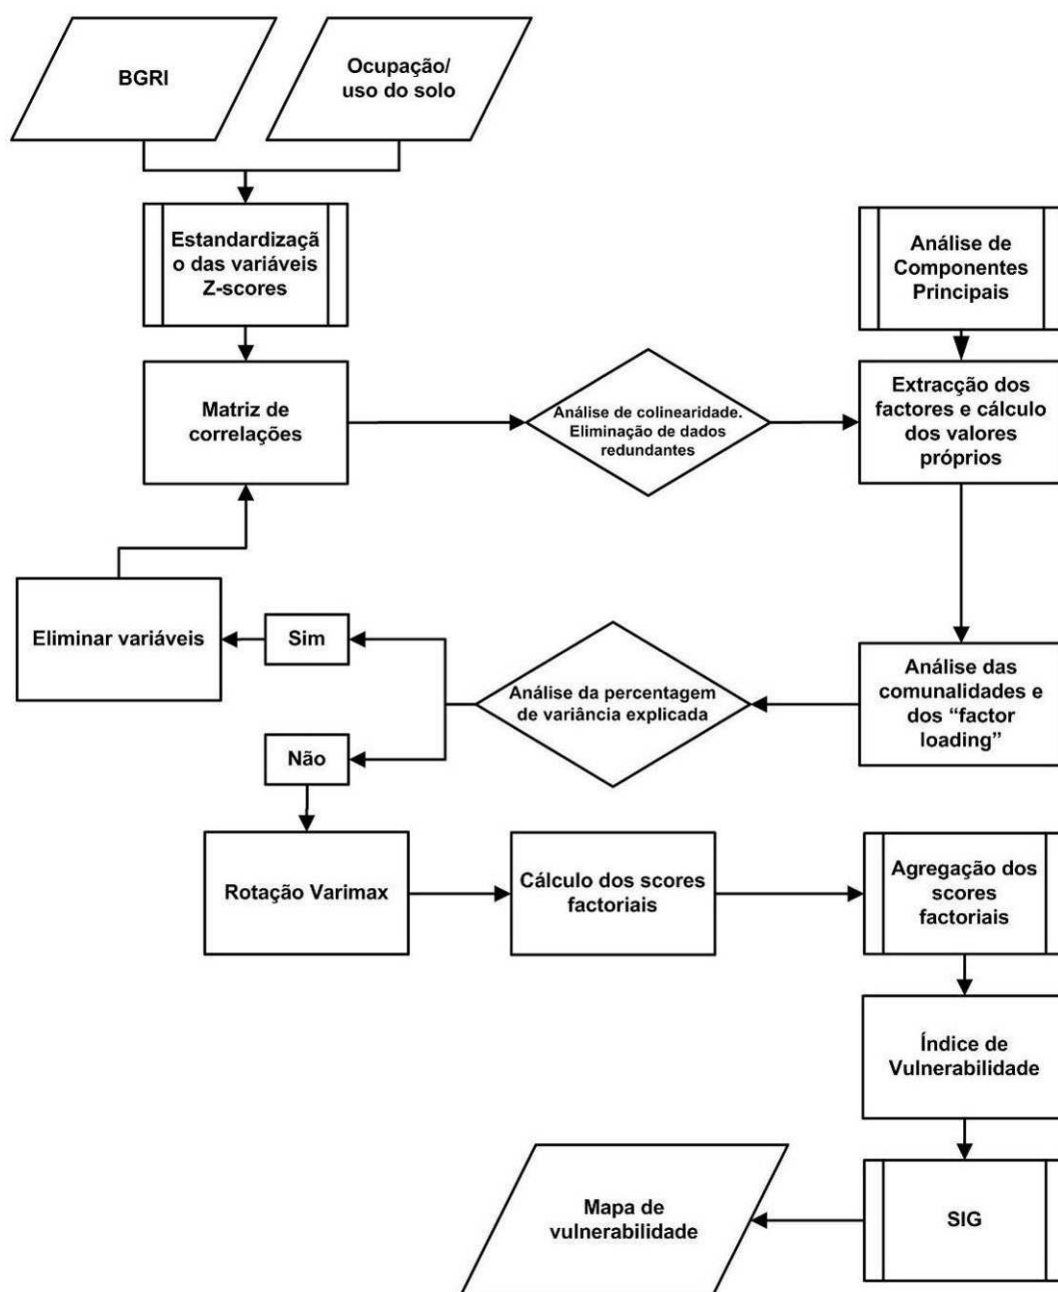 BGRI
Ocupação/
uso do solo
Estandardizaçã
o das variáveis
Z-scores
Análise de
Componentes
Principais
Matriz de
correlações
Análise de colinearidade.
Eliminação de dados
redundantes
Extracção dos
factores e cálculo
dos valores
próprios
Eliminar variáveis
Sim
Não
Análise da percentagem
de variância explicada
Análise das
comunalidades e
dos “factor
loading”
Rotação Varimax
Cálculo dos scores
factoriais
Agregação dos
scores
factoriais
Índice de
Vulnerabilidade
Mapa de
vulnerabilidade
SIG